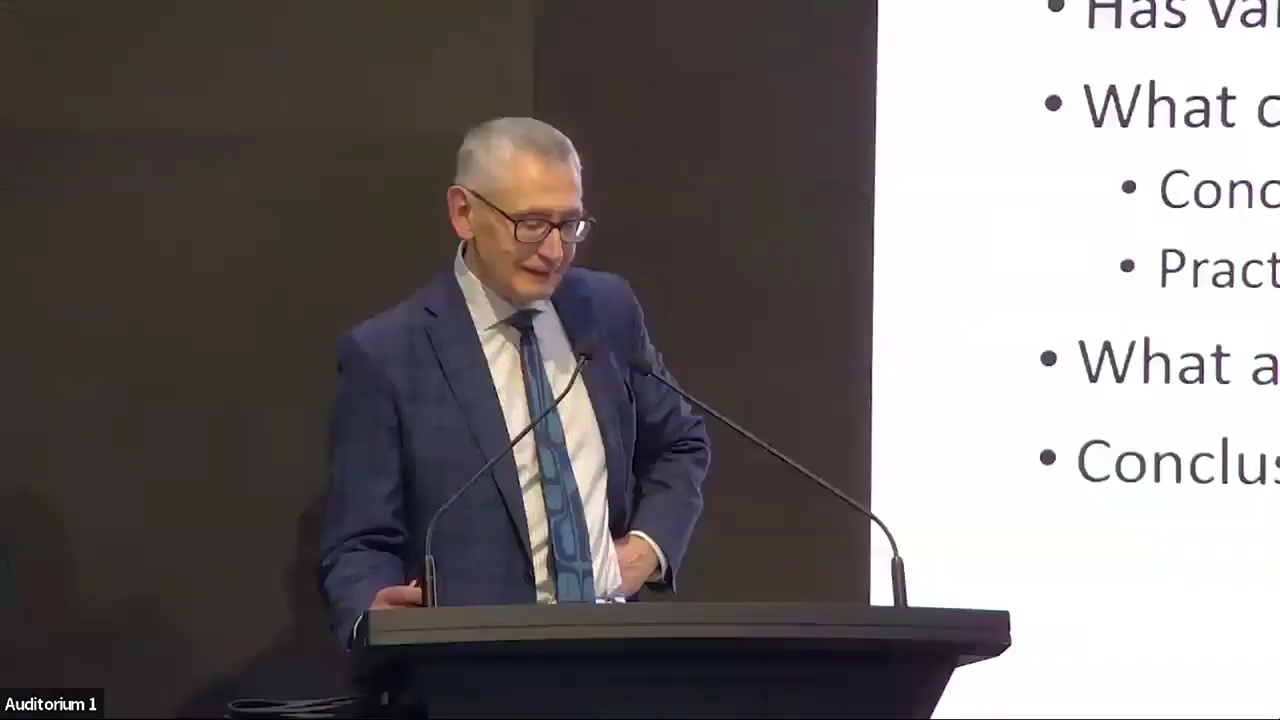 • Has va
• What c
• Conc
• Pract
• What a
• Conclus
Auditorium 1